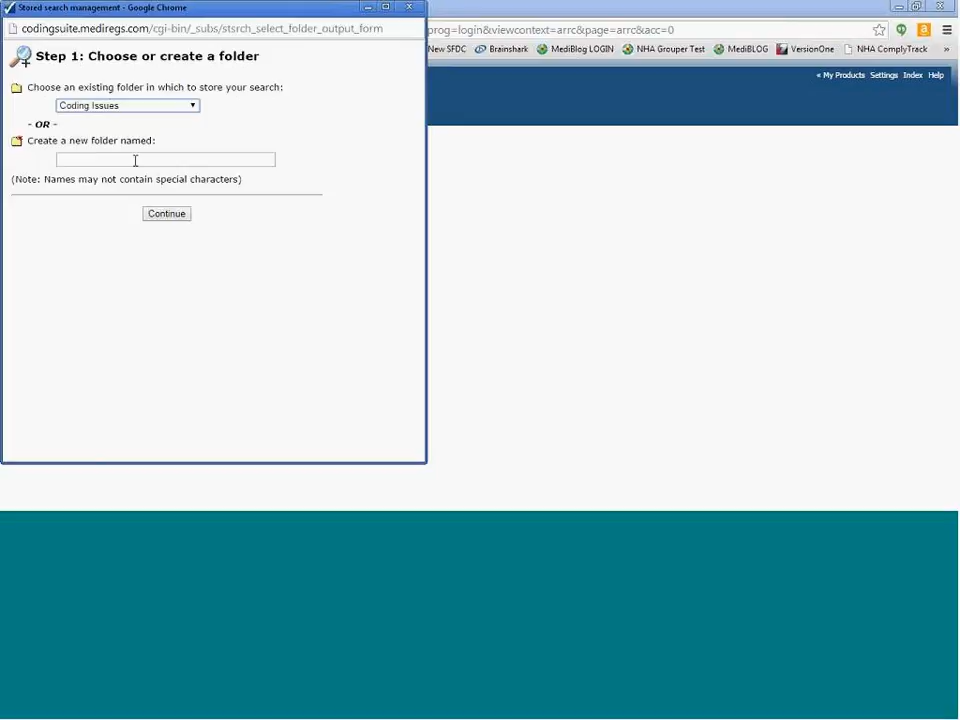 Stored search management - Google Chrome
codingsuite.mediregs.com/cgi-bin/_subs/stsrch_select_folder_output_form
prog=login&viewcontext=arrc&page=arrc&acc=0
New SFDC Brainshark MediBlog LOGIN NHA Grouper Test MediBLOG VersionOne NHA ComplyTrack »
Step 1: Choose or create a folder
« My Products Settings Index Help
Choose an existing folder in which to store your search:
Coding Issues
- OR -
Create a new folder named:
(Note: Names may not contain special characters)
Continue